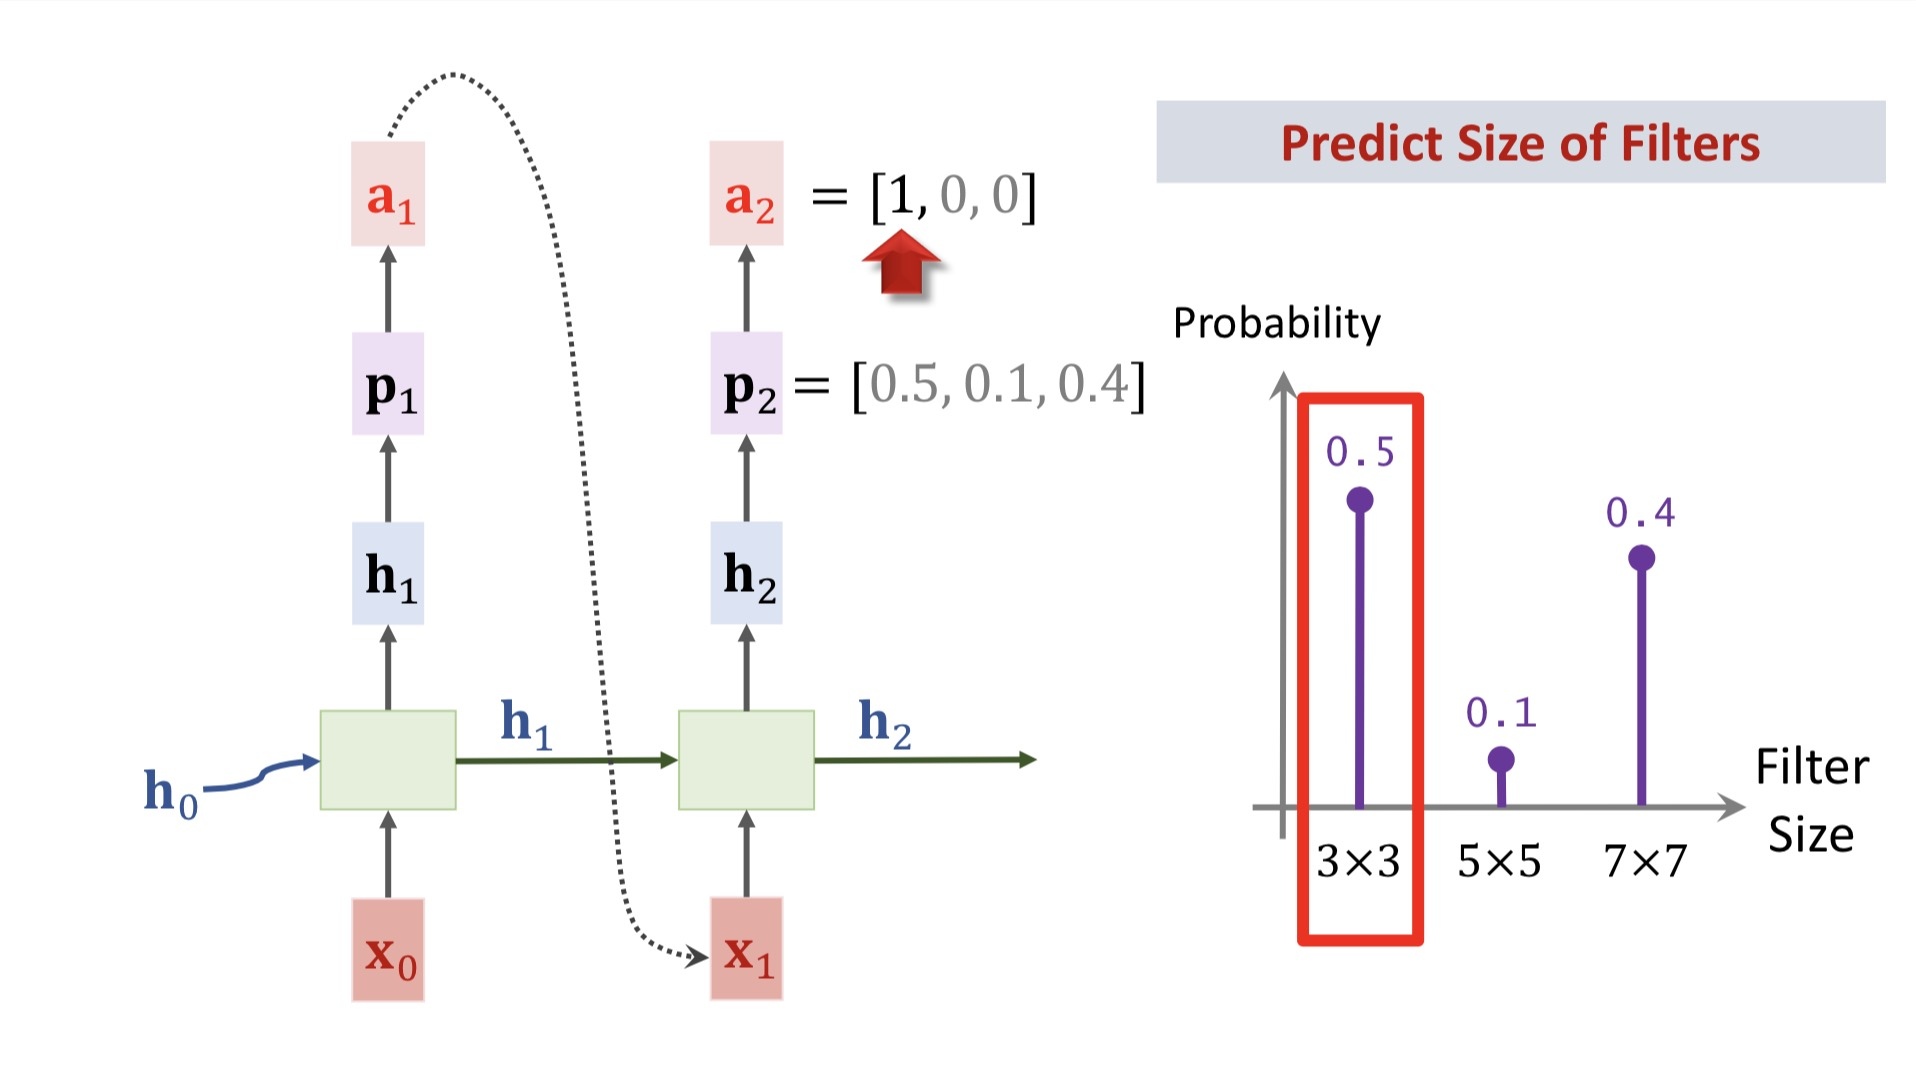 Predict Size of Filters
a₁
a₂ = [1, 0, 0]
p₁
p₂ = [0.5, 0.1, 0.4]
h₁
h₂
h₀
h₁
h₂
x₀
x₁
Probability
0.5
0.4
0.1
3×3
5×5
7×7
Filter
Size